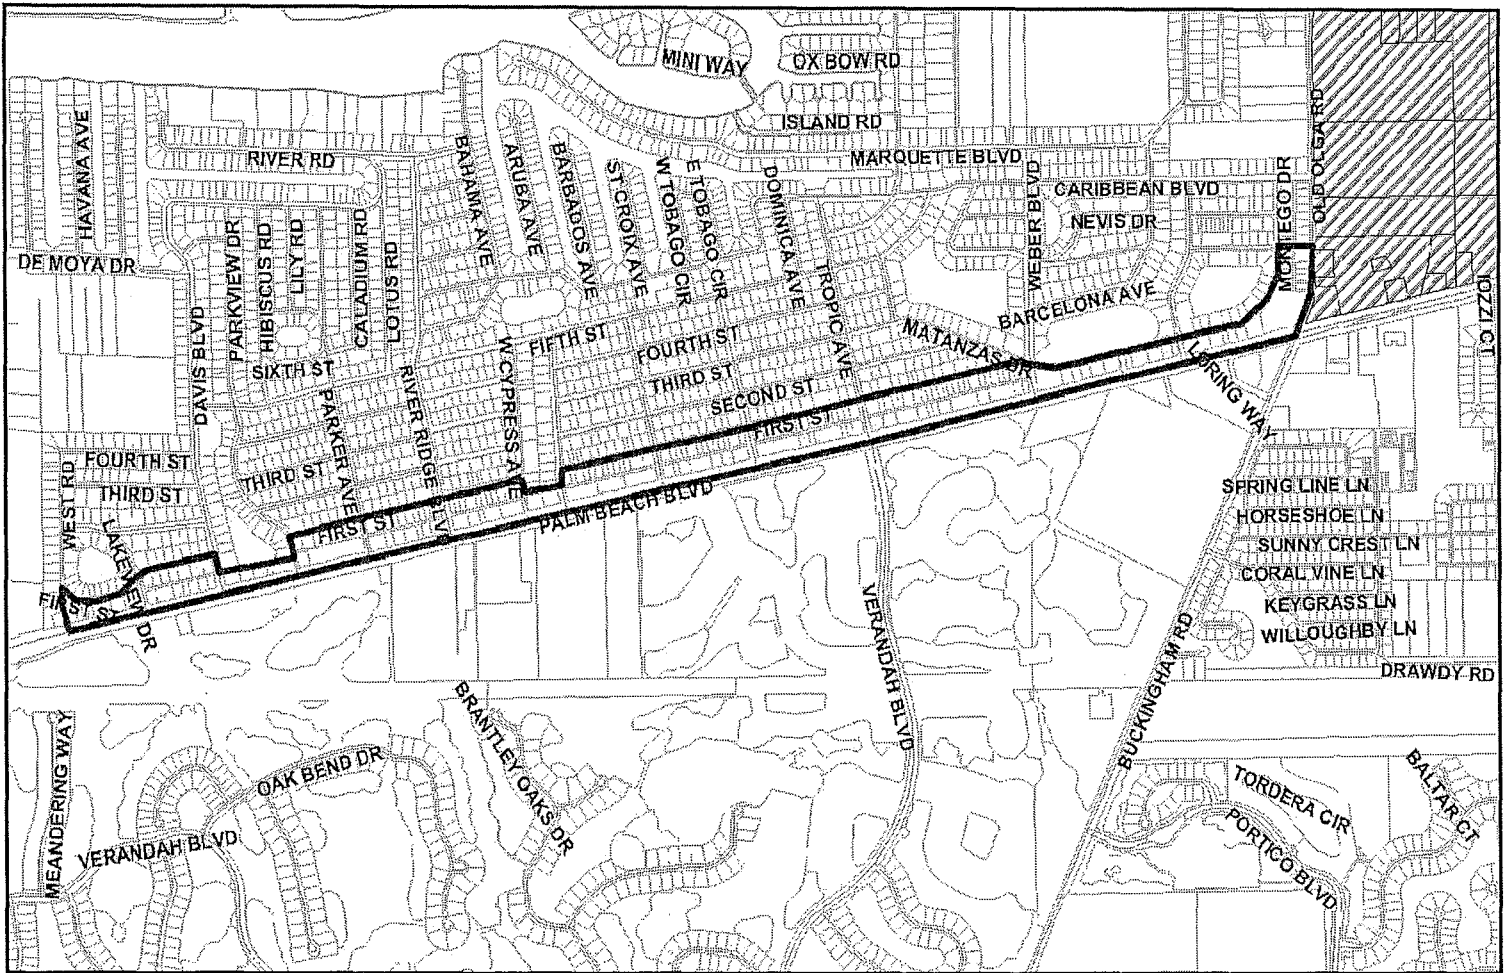 MINI WAY
OX BOW RD
ISLAND RD
HAVANA AVE
RIVER RD
BAHAMA AVE
ARUBA AVE
BARBADOS AVE
ST CROIX AVE
W TOBAGO CIR
E TOBAGO CIR
DOMINICA AVE
MARQUETTE BLVD
WEBER BLVD
CARIBBEAN BLVD
NEVIS DR
MONTEGO DR
OLD OLGA RD
DE MOYA DR
PARKVIEW DR
HIBISCUS RD
LILY RD
CALADIUM RD
LOTUS RD
TROPIC AVE
BARCELONA AVE
IOZZI CT
DAVIS BLVD
SIXTH ST
FIFTH ST
FOURTH ST
THIRD ST
SECOND ST
FIRST ST
MATANZAS DR
LURING WAY
PARKER AVE
RIVER RIDGE BLVD
W CYPRESS AVE
FOURTH ST
THIRD ST
THIRD ST
WEST RD
LAKEVIEW DR
FIRST ST
FIRST ST
PALM BEACH BLVD
SPRING LINE LN
HORSESHOE LN
SUNNY CREST LN
CORAL VINE LN
KEYGRASS LN
WILLOUGHBY LN
DRAWDY RD
VERANDAH BLVD
BUCKINGHAM RD
MEANDERING WAY
OAK BEND DR
BRANTLEY OAKS DR
VERANDAH BLVD
TORDERA CIR
PORTICO BLVD
BALTAR CT